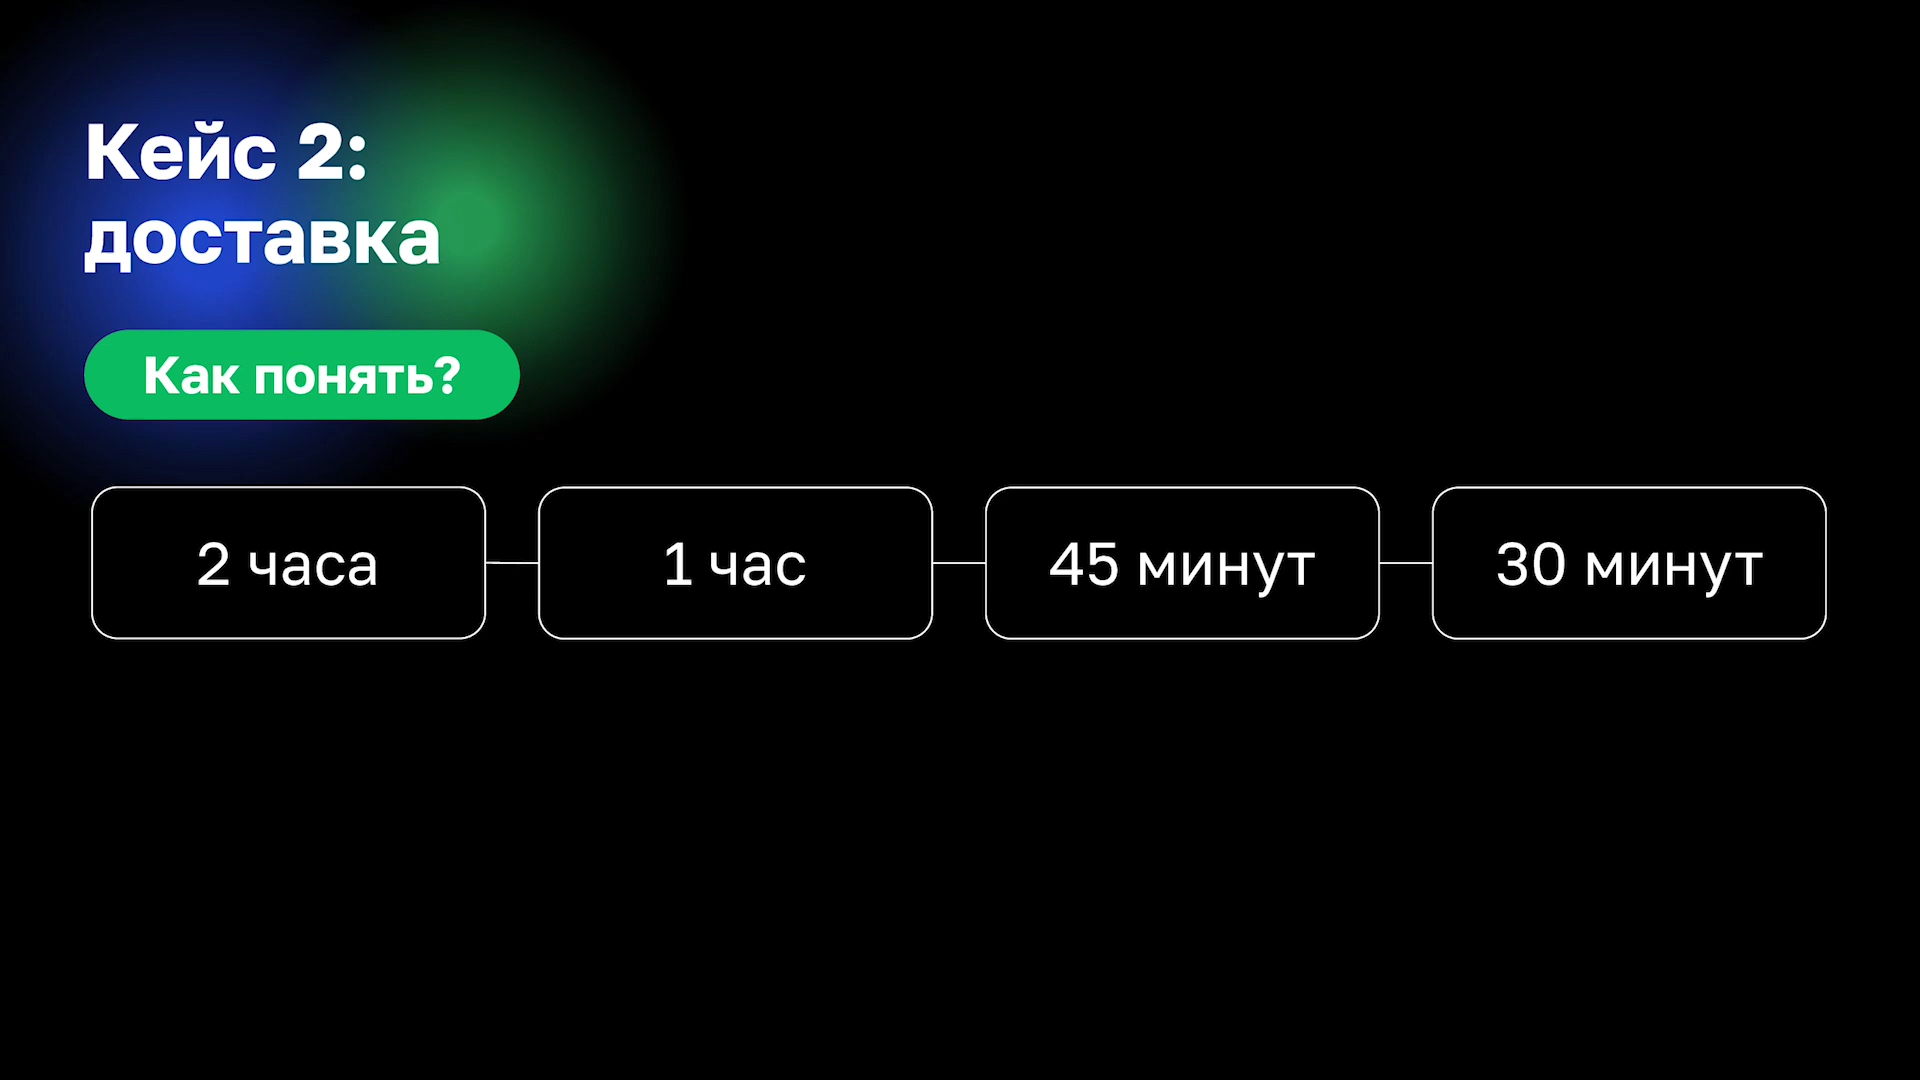 Кейс 2:
доставка
Как понять?
2 часа
1 час
45 минут
30 минут